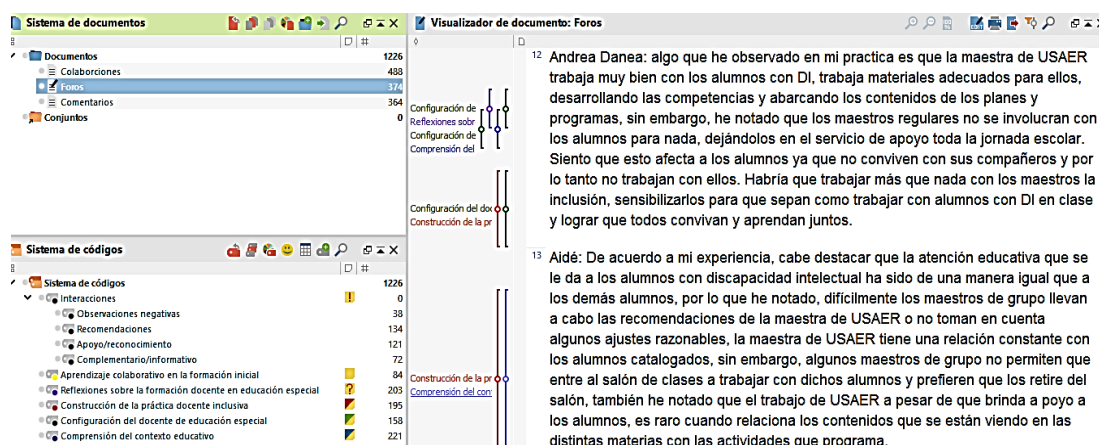 Sistema de documentos
#
Documentos 1226
Colaborciones 488
Foros 374
Comentarios 364
Conjuntos 0
Sistema de códigos
#
Sistema de códigos 1226
Interacciones 0
Observaciones negativas 38
Recomendaciones 134
Apoyo/reconocimiento 121
Complementario/informativo 72
Aprendizaje colaborativo en la formación inicial 84
Reflexiones sobre la formación docente en educación especial 203
Construcción de la práctica docente inclusiva 195
Configuración del docente de educación especial 158
Comprensión del contexto educativo 221
Visualizador de documento: Foros
Configuración de
Reflexiones sobr
Configuración de
Comprensión del
Configuración del doc
Construcción de la pr
Construcción de la pr
Comprensión del con
12 Andrea Danea: algo que he observado en mi practica es que la maestra de USAER
trabaja muy bien con los alumnos con DI, trabaja materiales adecuados para ellos,
desarrollando las competencias y abarcando los contenidos de los planes y
programas, sin embargo, he notado que los maestros regulares no se involucran con
los alumnos para nada, dejándolos en el servicio de apoyo toda la jornada escolar.
Siento que esto afecta a los alumnos ya que no conviven con sus compañeros y por
lo tanto no trabajan con ellos. Habría que trabajar más que nada con los maestros la
inclusión, sensibilizarlos para que sepan como trabajar con alumnos con DI en clase
y lograr que todos convivan y aprendan juntos.
13 Aidé: De acuerdo a mi experiencia, cabe destacar que la atención educativa que se
le da a los alumnos con discapacidad intelectual ha sido de una manera igual que a
los demás alumnos, por lo que he notado, difícilmente los maestros de grupo llevan
a cabo las recomendaciones de la maestra de USAER o no toman en cuenta
algunos ajustes razonables, la maestra de USAER tiene una relación constante con
los alumnos catalogados, sin embargo, algunos maestros de grupo no permiten que
entre al salón de clases a trabajar con dichos alumnos y prefieren que los retire del
salón, también he notado que el trabajo de USAER a pesar de que brinda a poyo a
los alumnos, es raro cuando relaciona los contenidos que se están viendo en las
distintas materias con las actividades que programa.